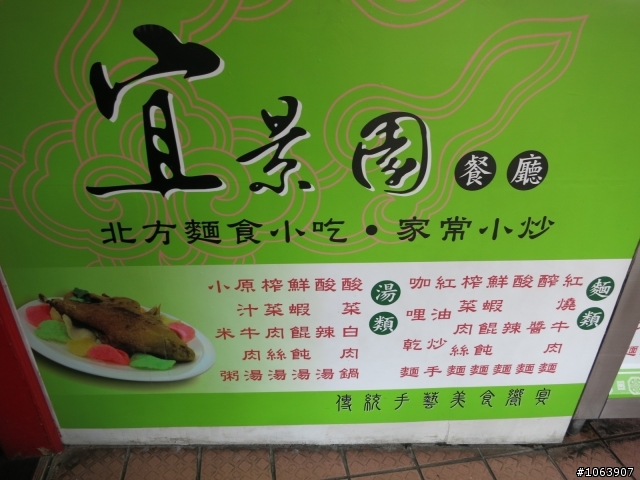 宜景園 餐廳
北方麵食小吃・家常小炒
麵類
紅燒牛肉麵
醡醬麵
酸辣麵
鮮蝦餛飩麵
榨菜肉絲麵
紅油炒手
咖哩乾麵
湯類
酸菜白肉鍋
酸辣湯
鮮蝦餛飩湯
榨菜肉絲湯
原汁牛肉湯
小米粥
傳統手藝美食饗宴
#1063907